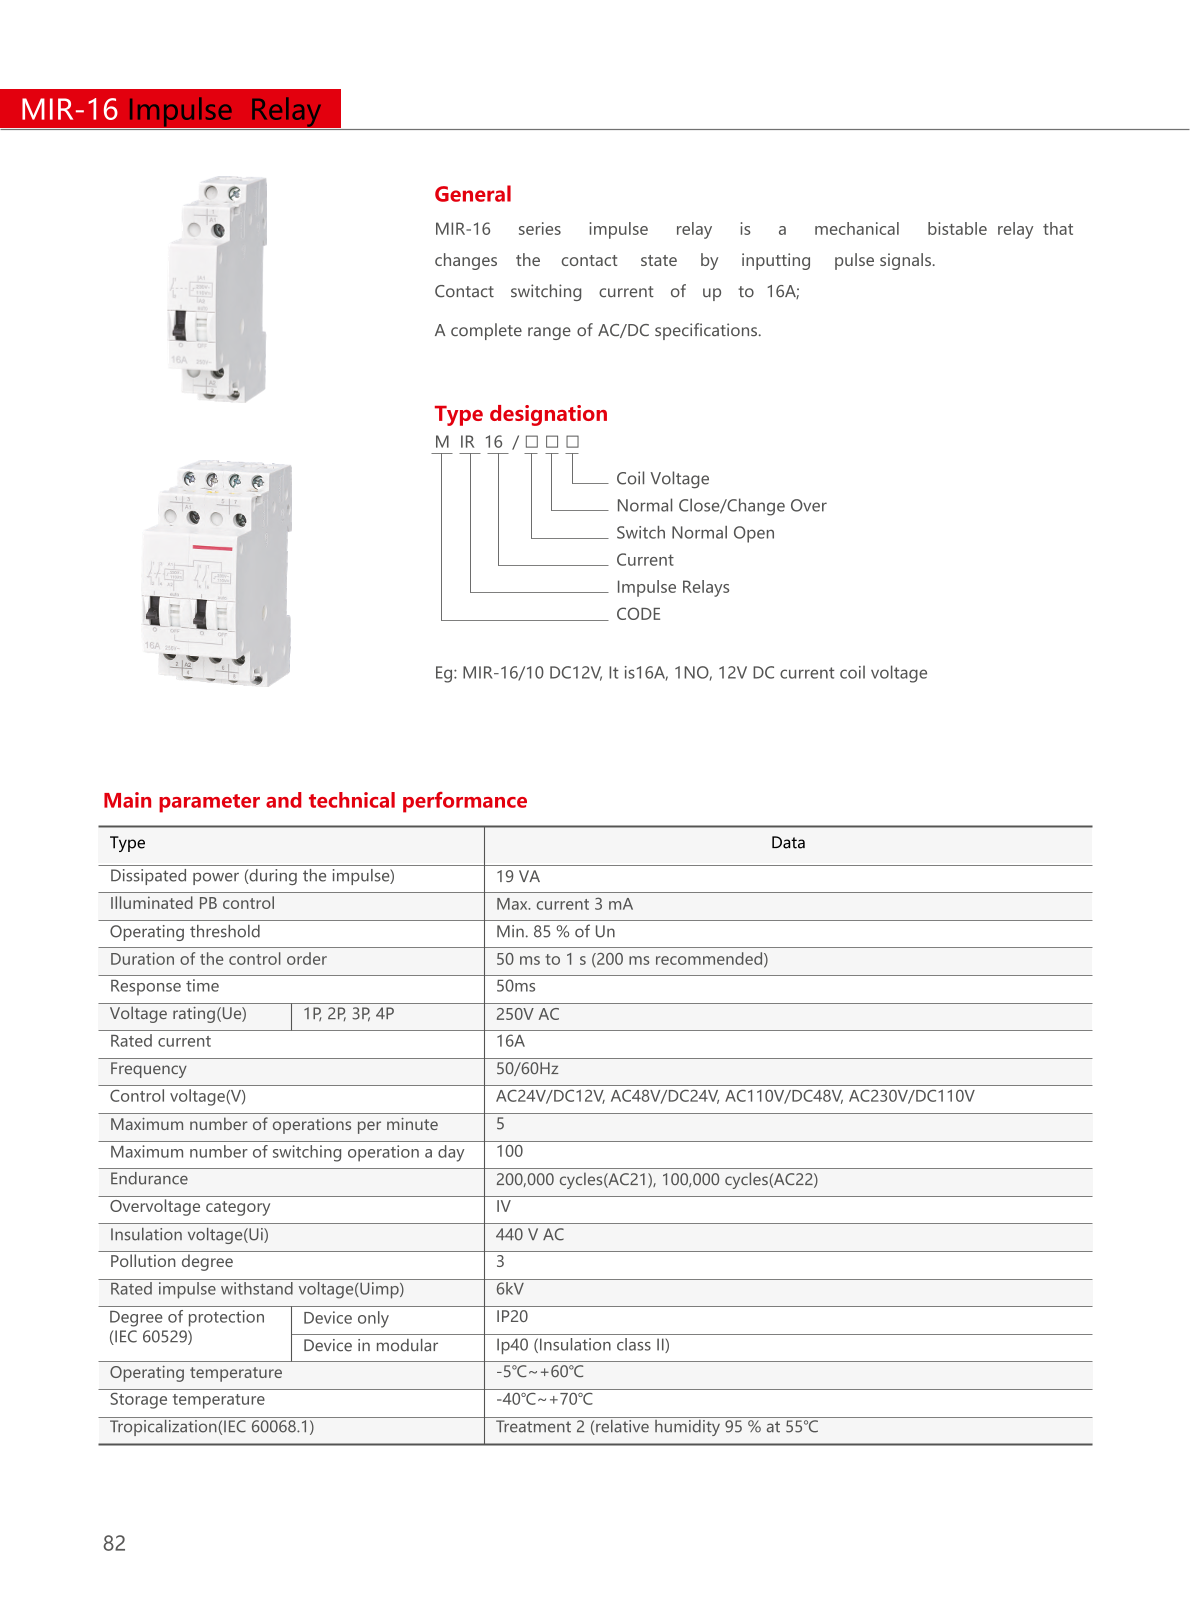 MIR-16 Impulse Relay
General
MIR-16 series impulse relay is a mechanical bistable relay that
changes the contact state by inputting pulse signals.
Contact switching current of up to 16A;
A complete range of AC/DC specifications.
Type designation
M IR 16 / □ □ □
Coil Voltage
Normal Close/Change Over
Switch Normal Open
Current
Impulse Relays
CODE
Eg: MIR-16/10 DC12V, It is16A, 1NO, 12V DC current coil voltage
16A
16A
Main parameter and technical performance
Type Data
Dissipated power (during the impulse) 19 VA
Illuminated PB control Max. current 3 mA
Operating threshold Min. 85 % of Un
Duration of the control order 50 ms to 1 s (200 ms recommended)
Response time 50ms
Voltage rating(Ue) 1P, 2P, 3P, 4P 250V AC
Rated current 16A
Frequency 50/60Hz
Control voltage(V) AC24V/DC12V, AC48V/DC24V, AC110V/DC48V, AC230V/DC110V
Maximum number of operations per minute 5
Maximum number of switching operation a day 100
Endurance 200,000 cycles(AC21), 100,000 cycles(AC22)
Overvoltage category IV
Insulation voltage(Ui) 440 V AC
Pollution degree 3
Rated impulse withstand voltage(Uimp) 6kV
Degree of protection
(IEC 60529)
Device only IP20
Device in modular Ip40 (Insulation class II)
Operating temperature -5℃~+60℃
Storage temperature -40℃~+70℃
Tropicalization(IEC 60068.1) Treatment 2 (relative humidity 95 % at 55℃
82